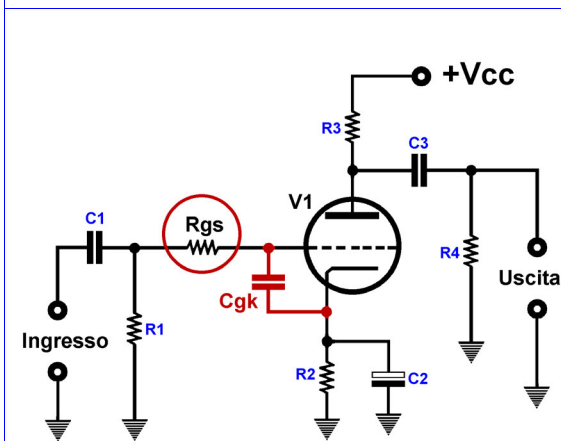 +Vcc
R3
C3
V1
C1
Rgs
R4
Uscita
Cgk
R1
Ingresso
R2
C2